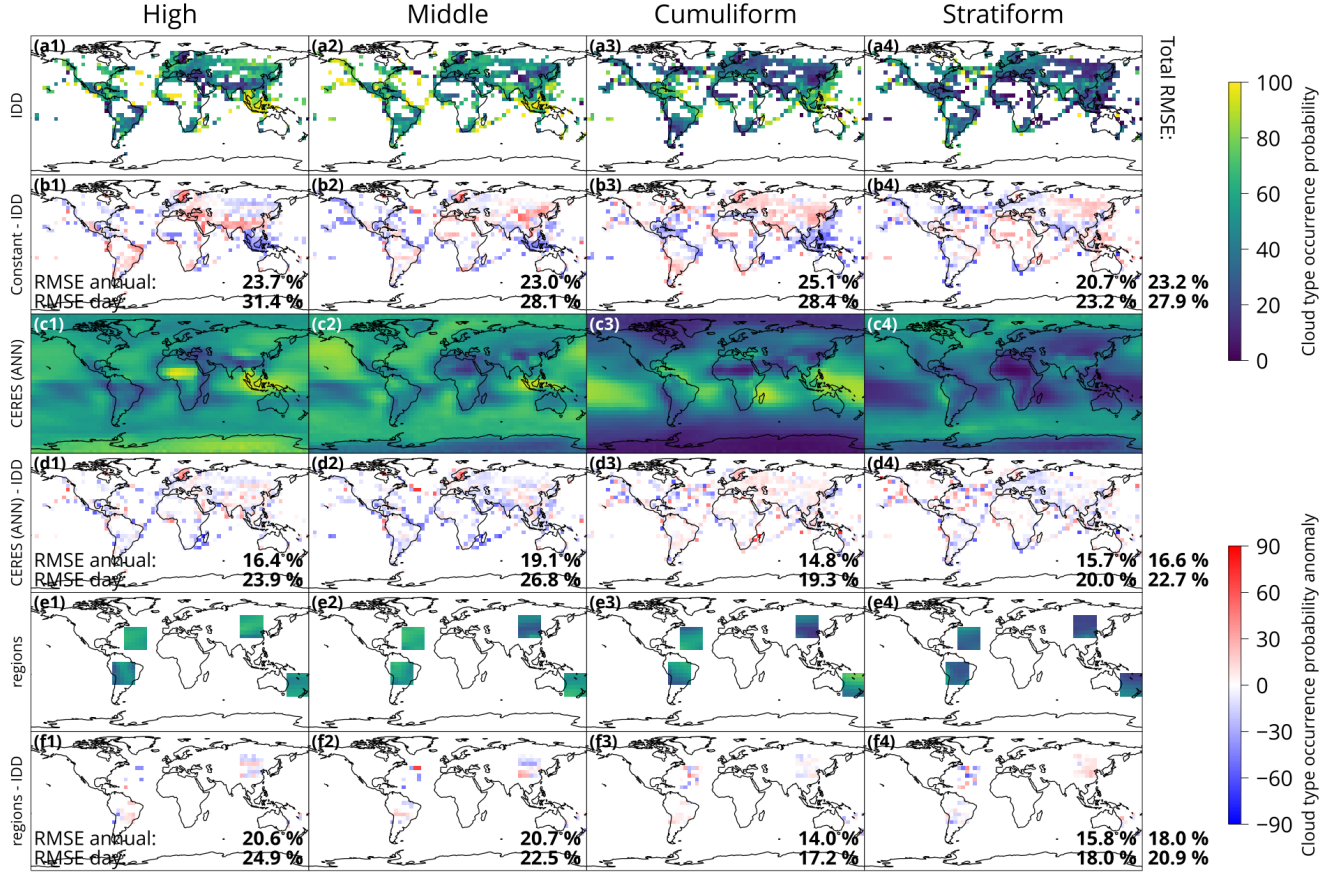 High Middle Cumuliform Stratiform
IDD (a1) (a2) (a3) (a4) Total RMSE:
Constant - IDD (b1) (b2) (b3) (b4)
RMSE annual: 23.7 % 23.0 % 25.1 % 20.7 % 23.2 %
RMSE day: 31.4 % 28.1 % 28.4 % 23.2 % 27.9 %
CERES (ANN) (c1) (c2) (c3) (c4)
CERES (ANN) - IDD (d1) (d2) (d3) (d4)
RMSE annual: 16.4 % 19.1 % 14.8 % 15.7 % 16.6 %
RMSE day: 23.9 % 26.8 % 19.3 % 20.0 % 22.7 %
regions (e1) (e2) (e3) (e4)
regions - IDD (f1) (f2) (f3) (f4)
RMSE annual: 20.6 % 20.7 % 14.0 % 15.8 % 18.0 %
RMSE day: 24.9 % 22.5 % 17.2 % 18.0 % 20.9 %
100
80
60
40
20
0
Cloud type occurrence probability
90
60
30
0
−30
−60
−90
Cloud type occurrence probability anomaly